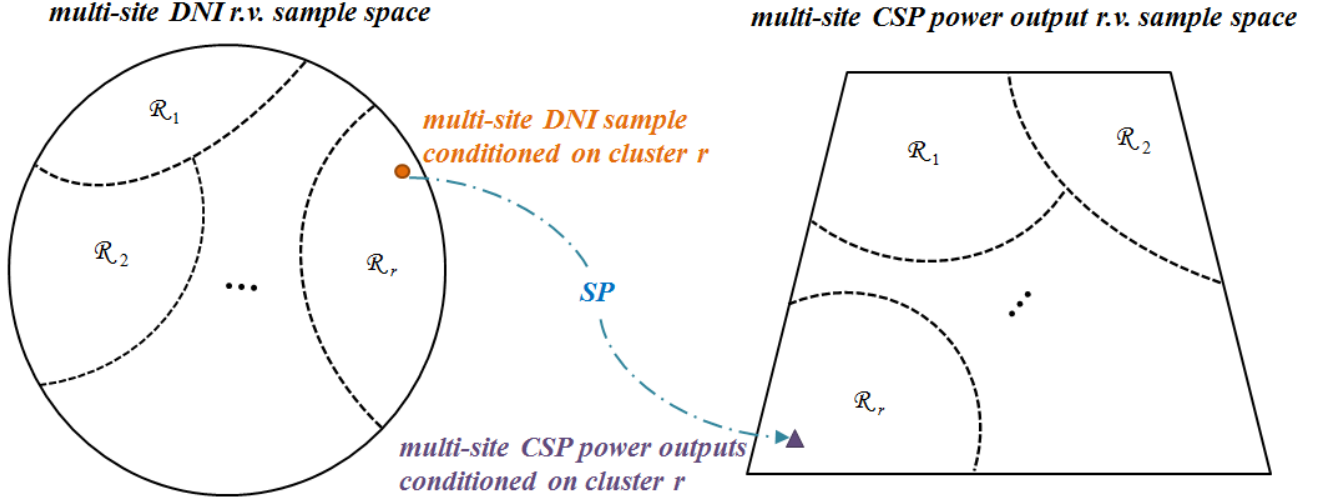 multi-site DNI r.v. sample space
ℛ1
ℛ2
...
ℛr
multi-site DNI sample
conditioned on cluster r
SP
multi-site CSP power outputs
conditioned on cluster r
multi-site CSP power output r.v. sample space
ℛ1
ℛ2
...
ℛr